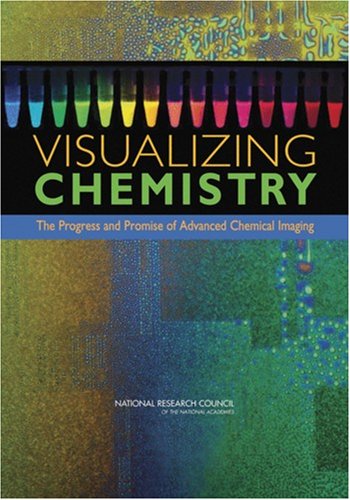 VISUALIZING
CHEMISTRY
The Progress and Promise of Advanced Chemical Imaging
NATIONAL RESEARCH COUNCIL
OF THE NATIONAL ACADEMIES